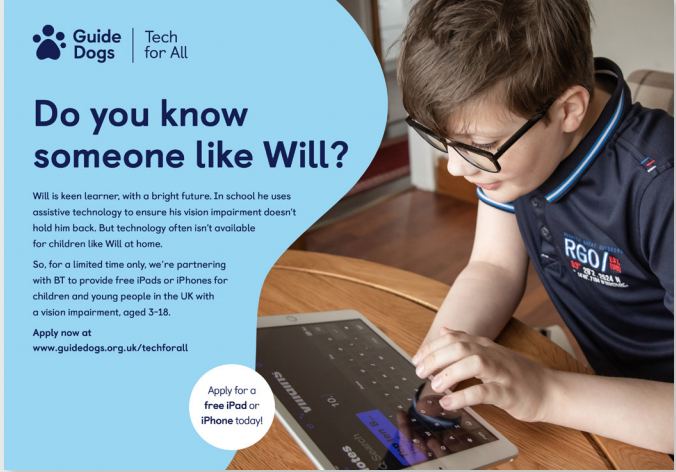 Guide Dogs
Tech for All
Do you know
someone like Will?
Will is keen learner, with a bright future. In school he uses
assistive technology to ensure his vision impairment doesn't
hold him back. But technology often isn't available
for children like Will at home.
So, for a limited time only, we're partnering
with BT to provide free iPads or iPhones for
children and young people in the UK with
a vision impairment, aged 3-18.
Apply now at
www.guidedogs.org.uk/techforall
Apply for a
free iPad or
iPhone today!
RGO/
Villains
10.
Search